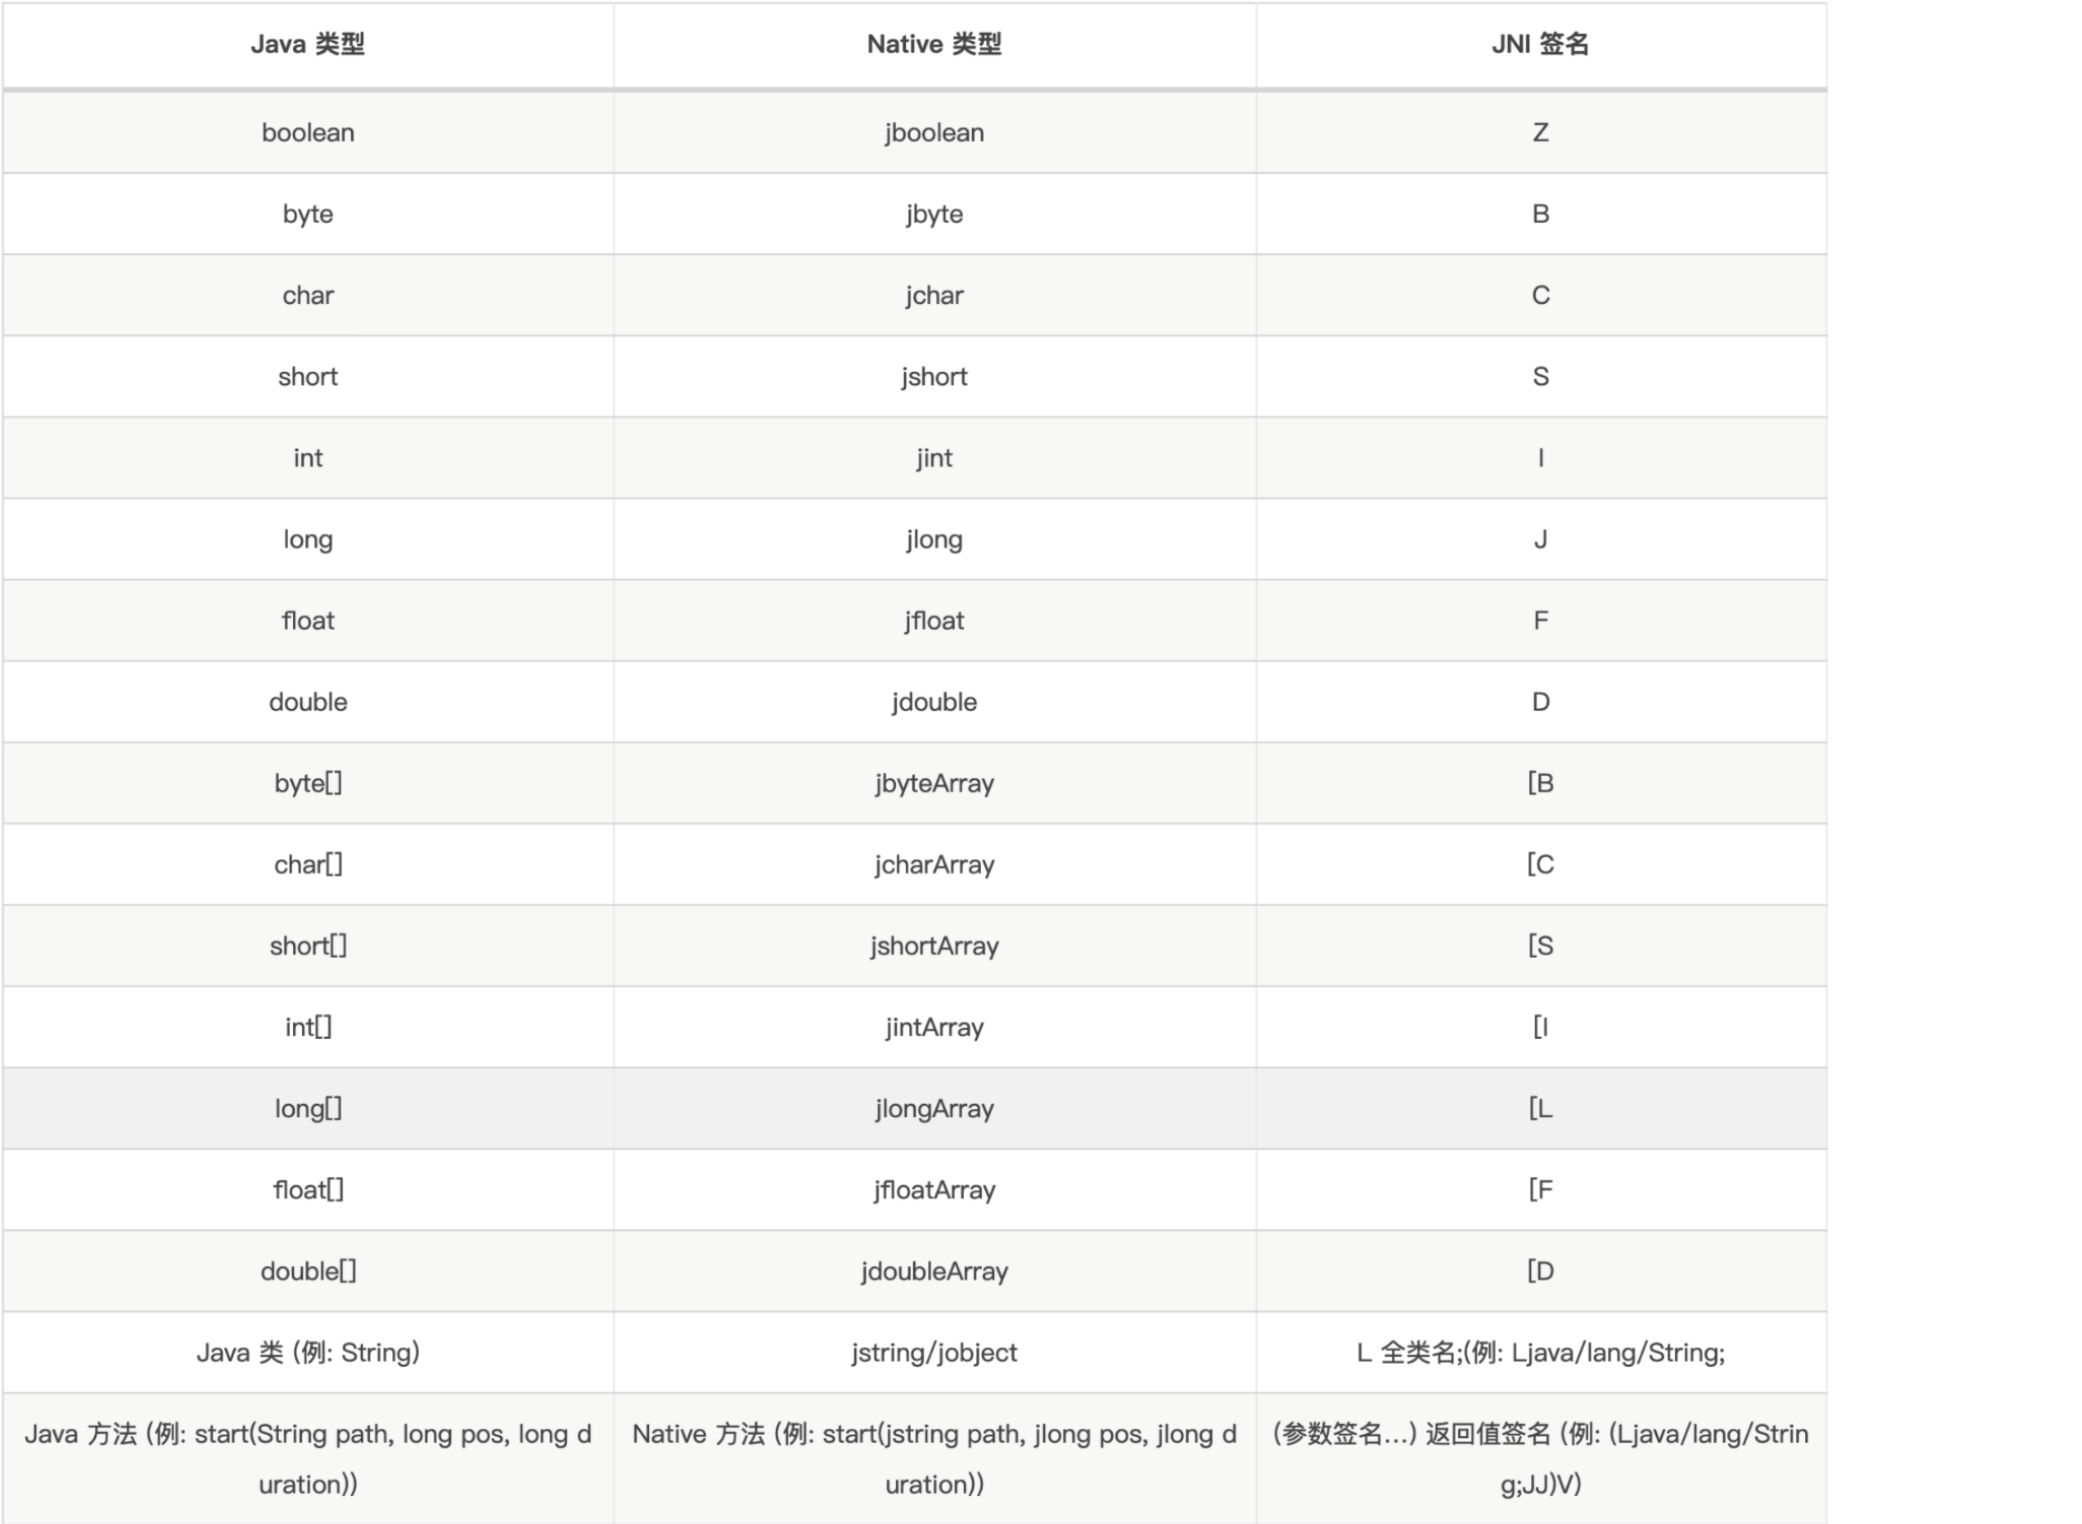 Java 类型 Native 类型 JNI 签名
boolean jboolean Z
byte jbyte B
char jchar C
short jshort S
int jint I
long jlong J
float jfloat F
double jdouble D
byte[] jbyteArray [B
char[] jcharArray [C
short[] jshortArray [S
int[] jintArray [I
long[] jlongArray [L
float[] jfloatArray [F
double[] jdoubleArray [D
Java 类 (例: String) jstring/jobject L 全类名;(例: Ljava/lang/String;
Java 方法 (例: start(String path, long pos, long d
uration))
Native 方法 (例: start(jstring path, jlong pos, jlong d
uration))
(参数签名...) 返回值签名 (例: (Ljava/lang/Strin
g;JJ)V)